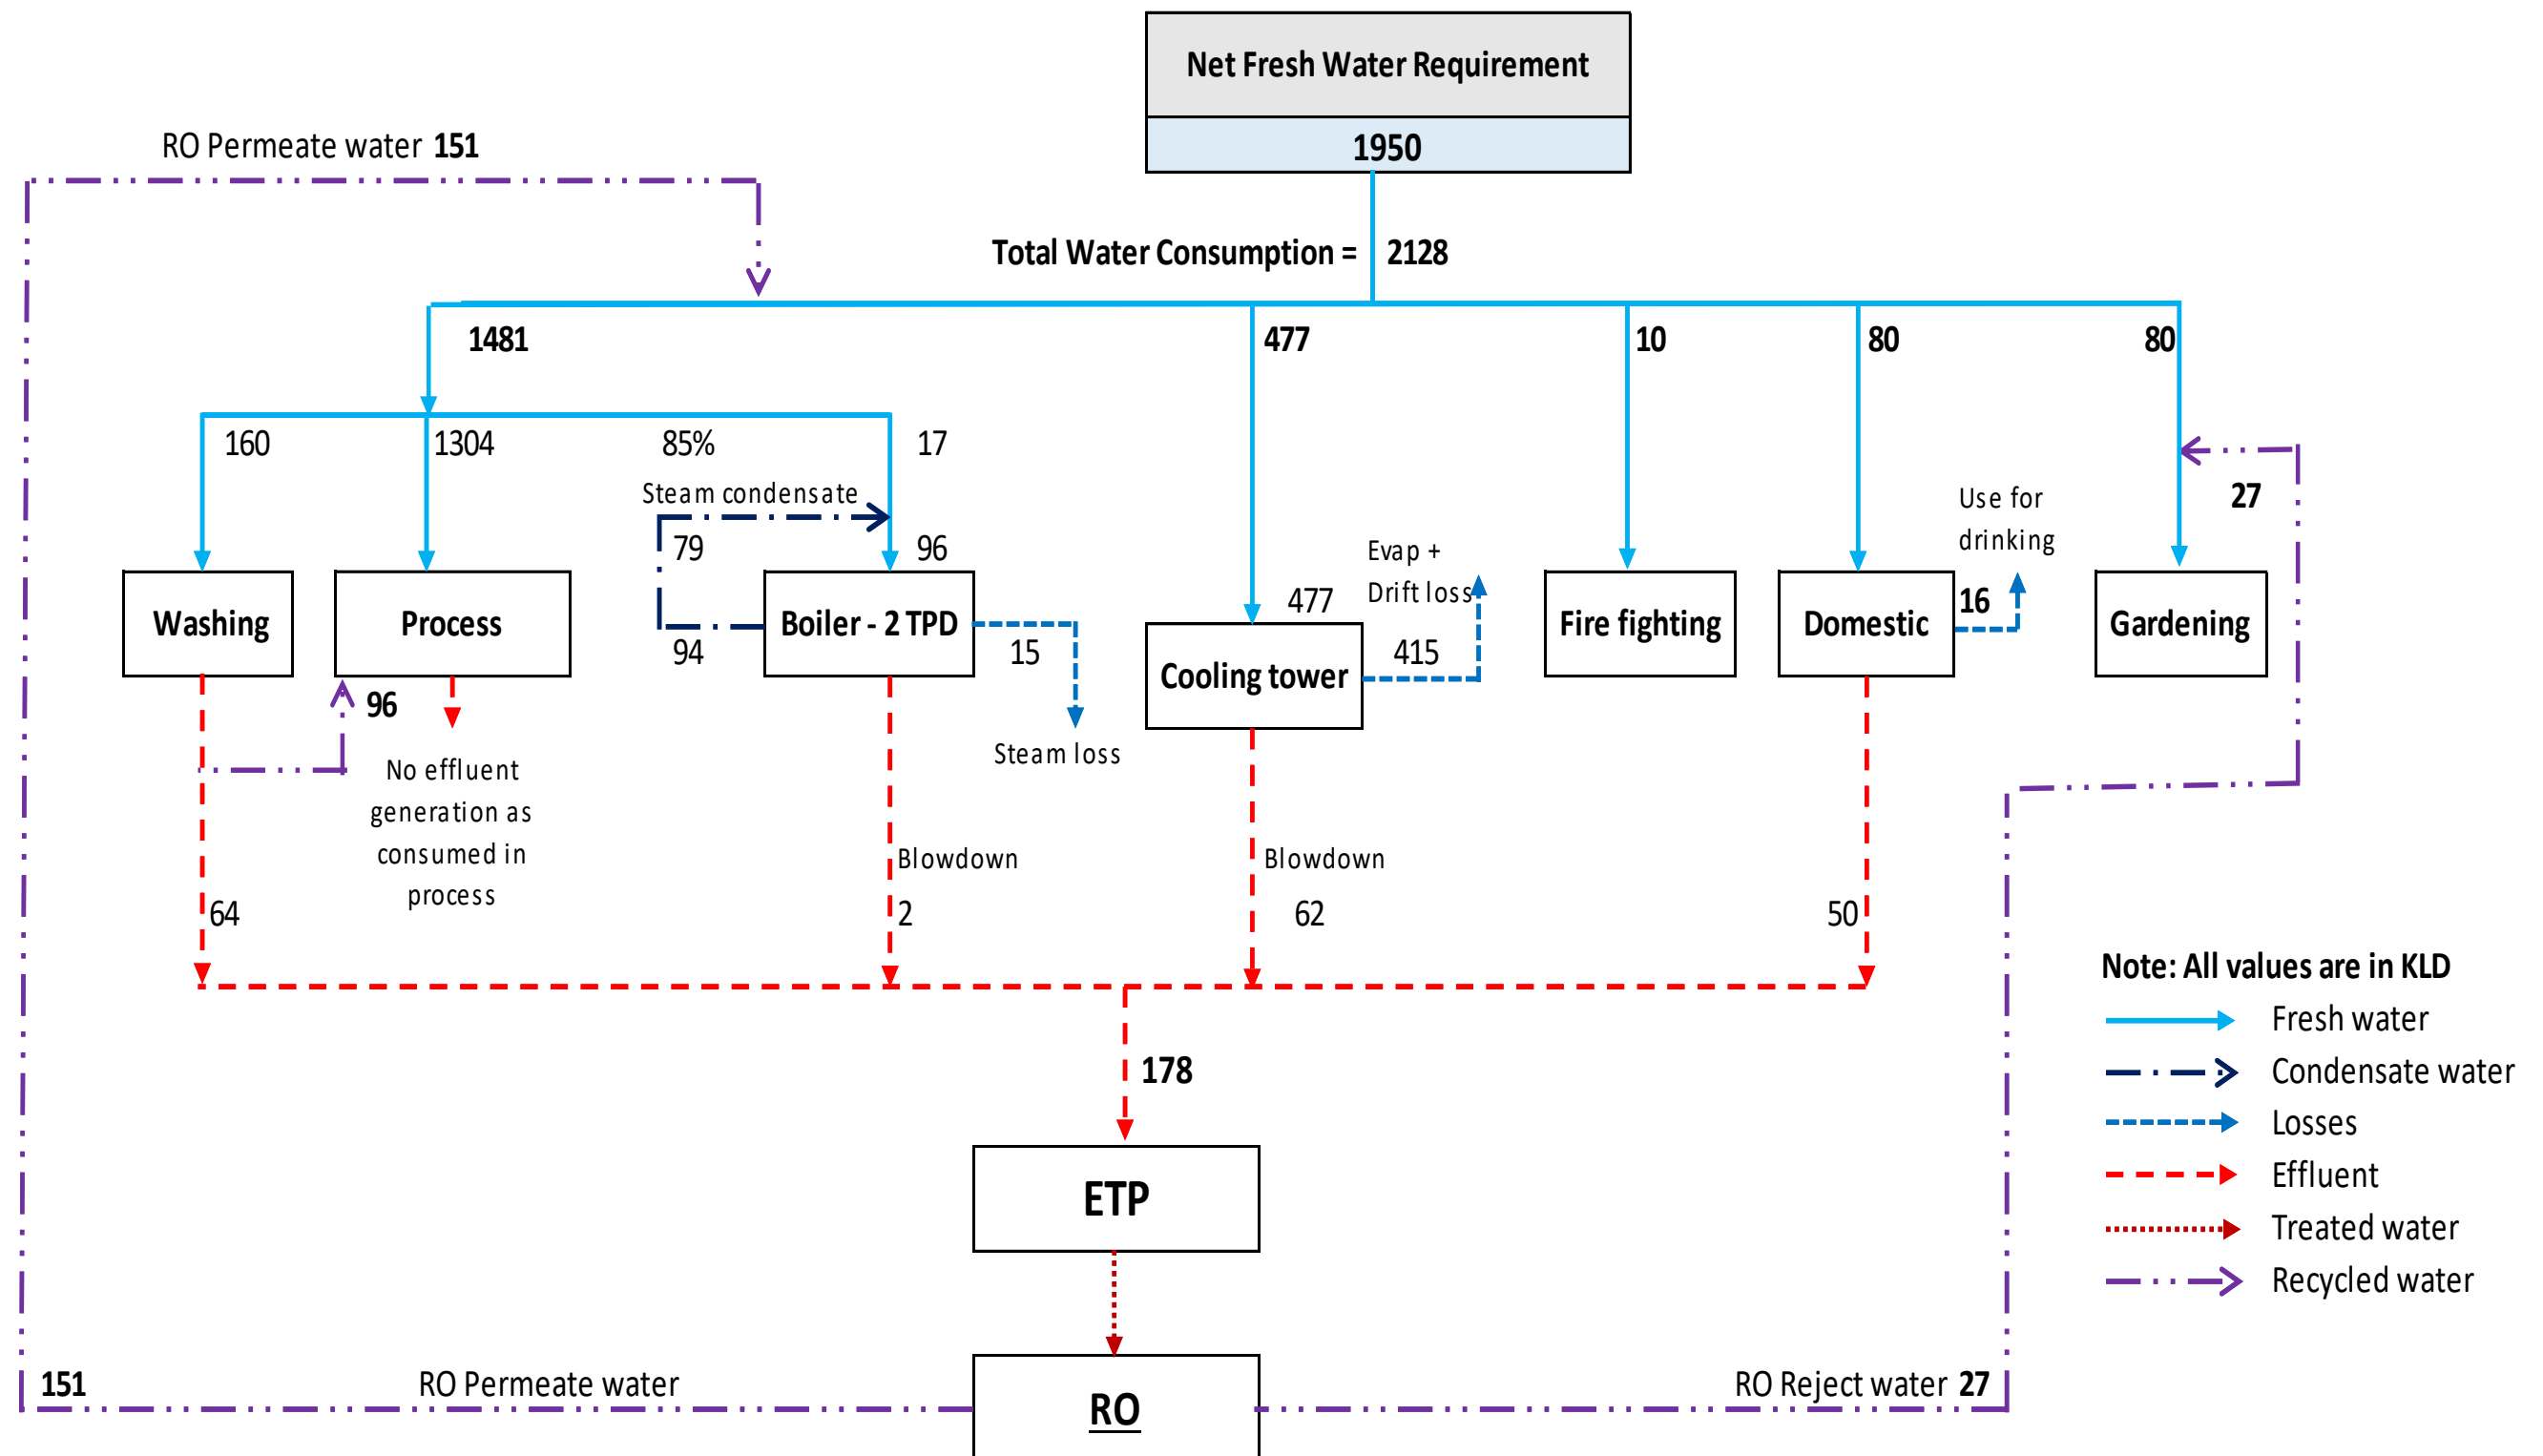 Net Fresh Water Requirement
1950
RO Permeate water 151
Total Water Consumption = 2128
1481
477
10
80
80
160
1304
85%
17
Steam condensate
79
96
94
Washing
Process
Boiler - 2 TPD
15
Steam loss
477
Cooling tower
Evap +
Drift loss
415
Fire fighting
Domestic
Use for
drinking
16
Gardening
27
96
No effluent
generation as
consumed in
process
64
Blowdown
2
Blowdown
62
50
178
ETP
RO
151
RO Permeate water
RO Reject water 27
Note: All values are in KLD
Fresh water
Condensate water
Losses
Effluent
Treated water
Recycled water